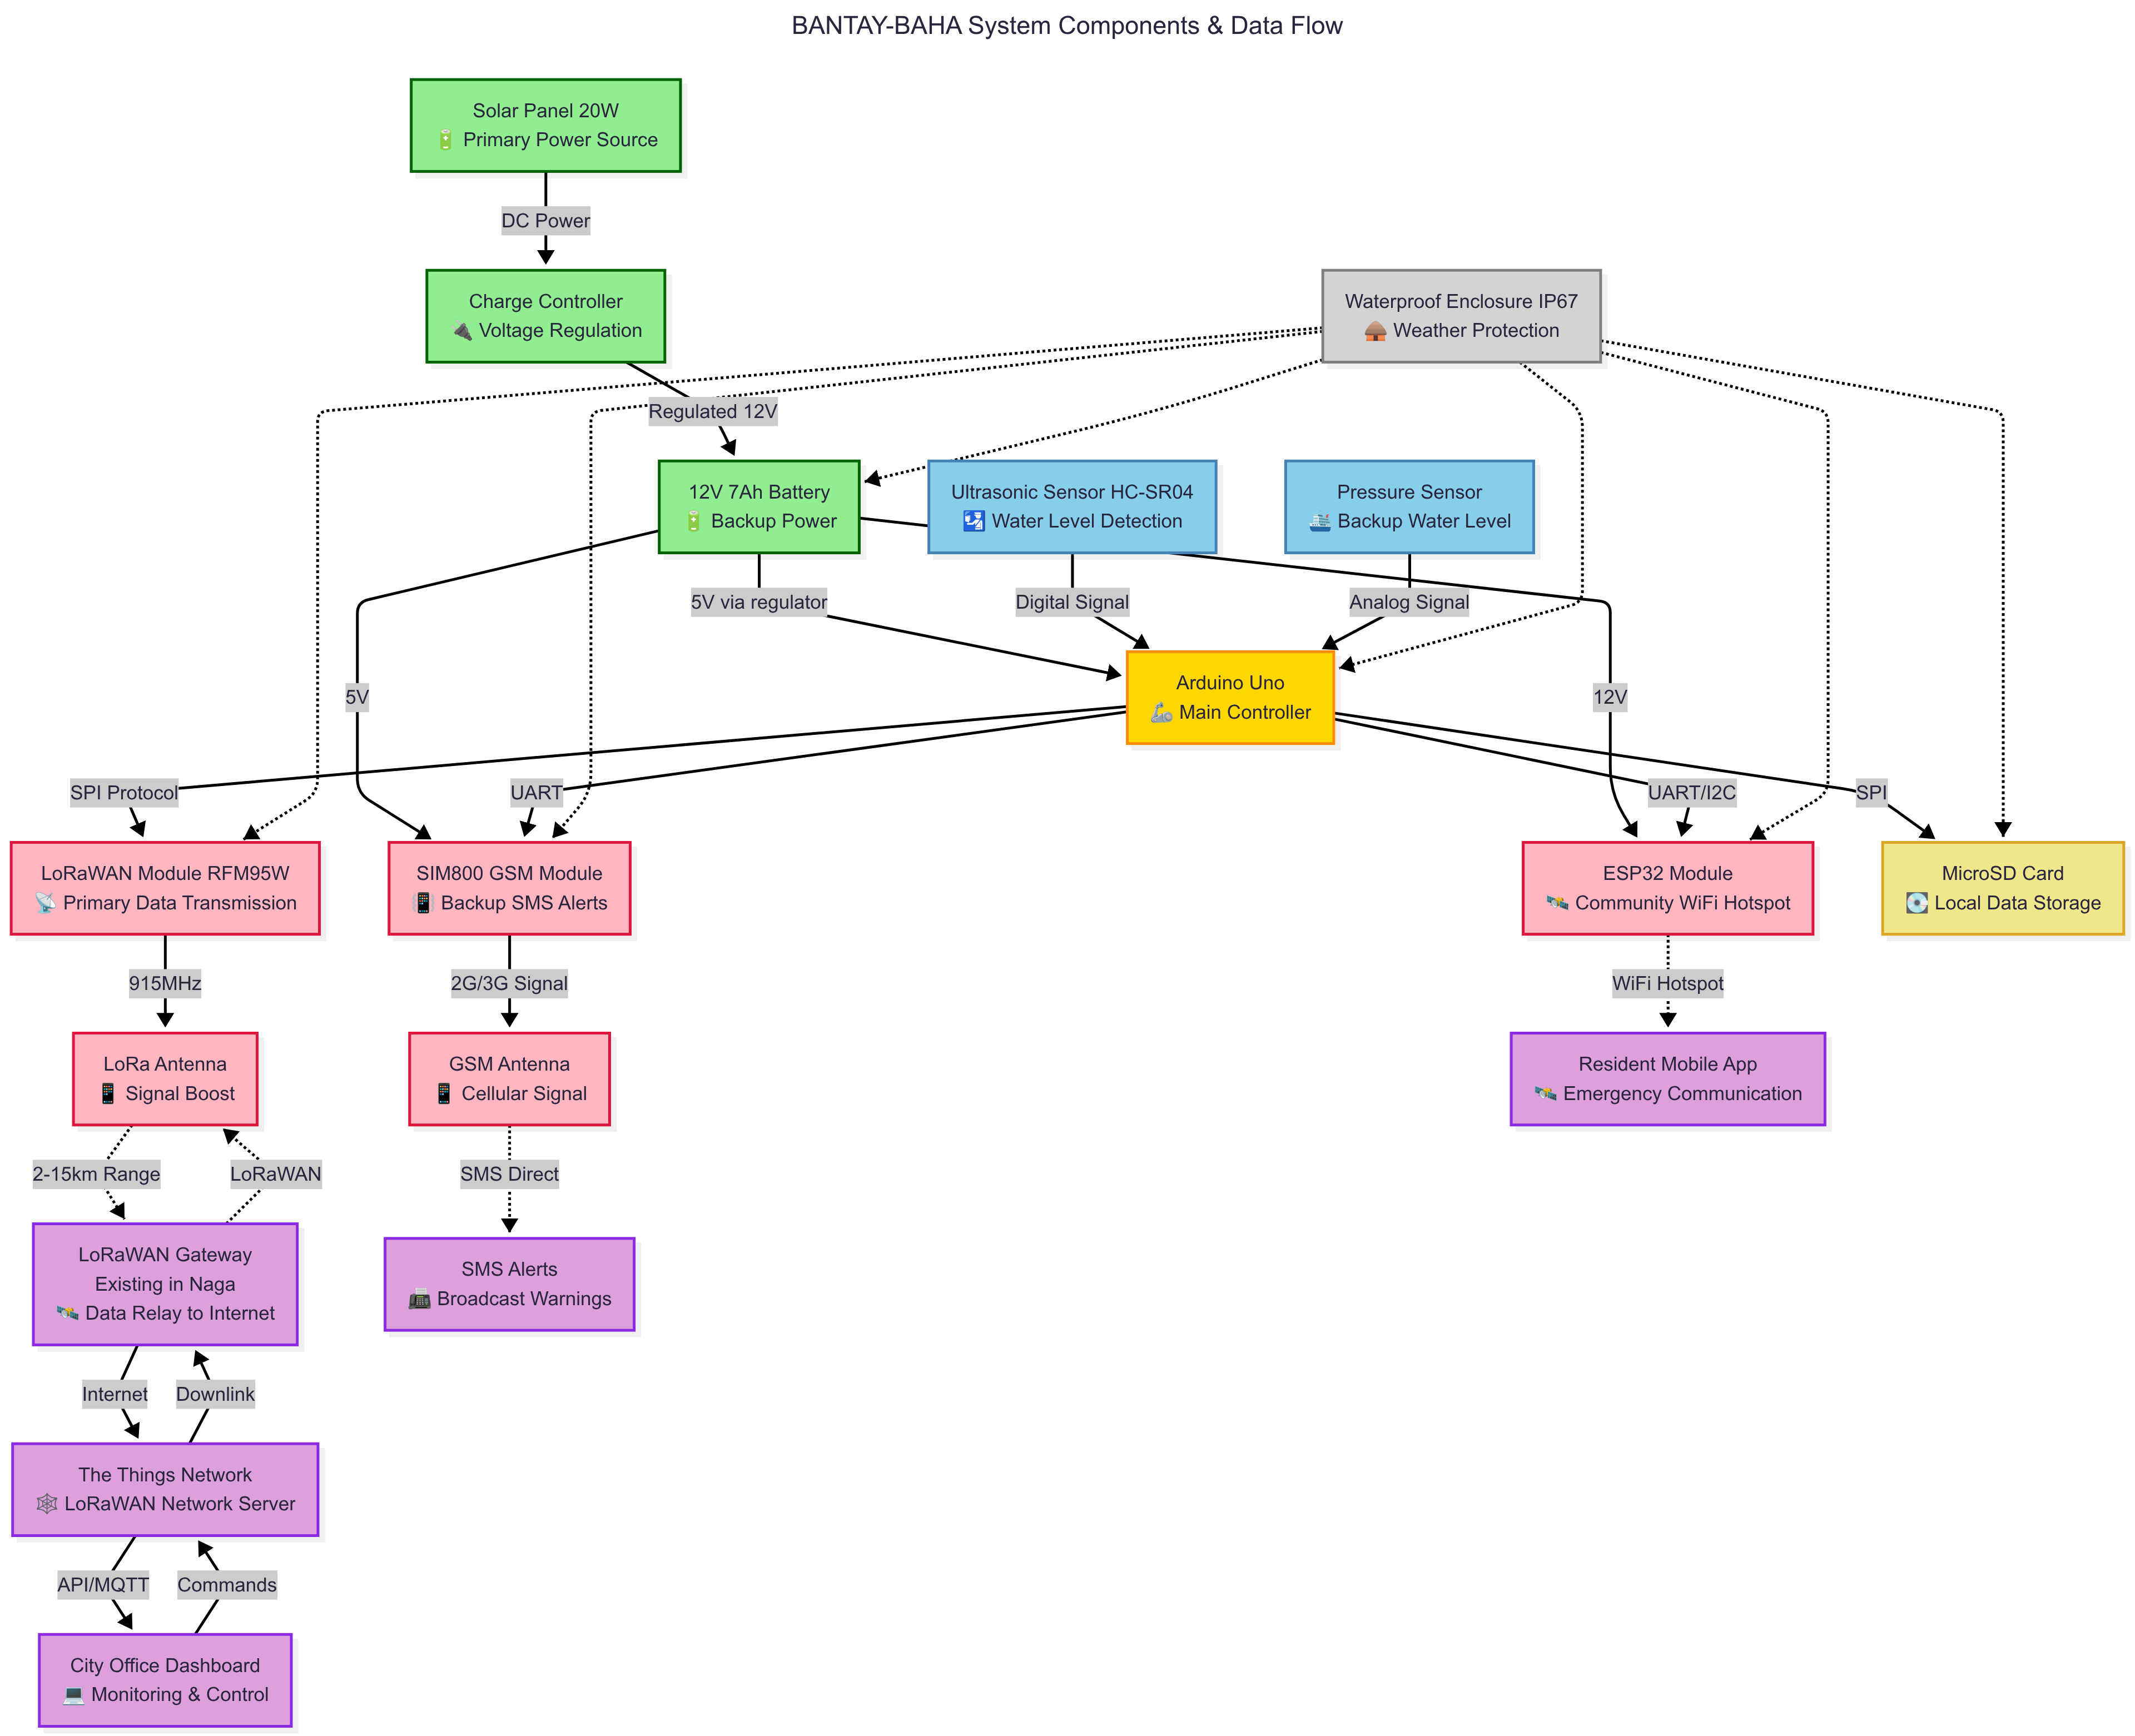 BANTAY-BAHA System Components & Data Flow
Solar Panel 20W
🔋 Primary Power Source
DC Power
Charge Controller
🔌 Voltage Regulation
Waterproof Enclosure IP67
🛖 Weather Protection
Regulated 12V
12V 7Ah Battery
🔋 Backup Power
Ultrasonic Sensor HC-SR04
🛂 Water Level Detection
Pressure Sensor
🚢 Backup Water Level
5V via regulator
Digital Signal
Analog Signal
5V
Arduino Uno
🦾 Main Controller
12V
SPI Protocol
UART
UART/I2C
SPI
LoRaWAN Module RFM95W
📡 Primary Data Transmission
SIM800 GSM Module
📳 Backup SMS Alerts
ESP32 Module
🛰️ Community WiFi Hotspot
MicroSD Card
💽 Local Data Storage
915MHz
2G/3G Signal
WiFi Hotspot
LoRa Antenna
📱 Signal Boost
GSM Antenna
📱 Cellular Signal
Resident Mobile App
🛰️ Emergency Communication
2-15km Range
LoRaWAN
SMS Direct
LoRaWAN Gateway
Existing in Naga
🛰️ Data Relay to Internet
SMS Alerts
📠 Broadcast Warnings
Internet
Downlink
The Things Network
🕸️ LoRaWAN Network Server
API/MQTT
Commands
City Office Dashboard
💻 Monitoring & Control